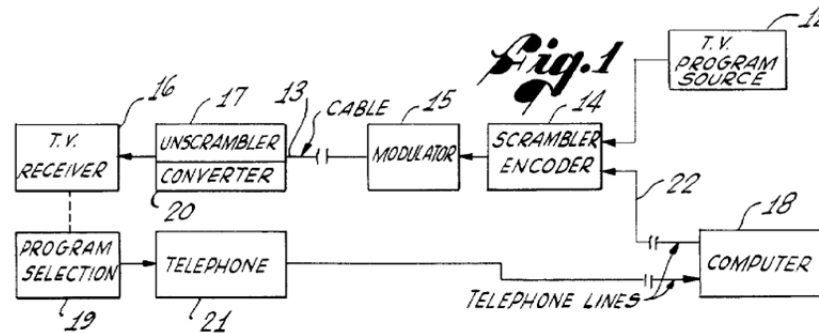 Fig.1
T.V.
PROGRAM
SOURCE
16
17
13
CABLE
15
14
T.V.
RECEIVER
UNSCRAMBLER
CONVERTER
MODULATOR
SCRAMBLER
ENCODER
20
22
18
PROGRAM
SELECTION
TELEPHONE
COMPUTER
TELEPHONE LINES
19
21